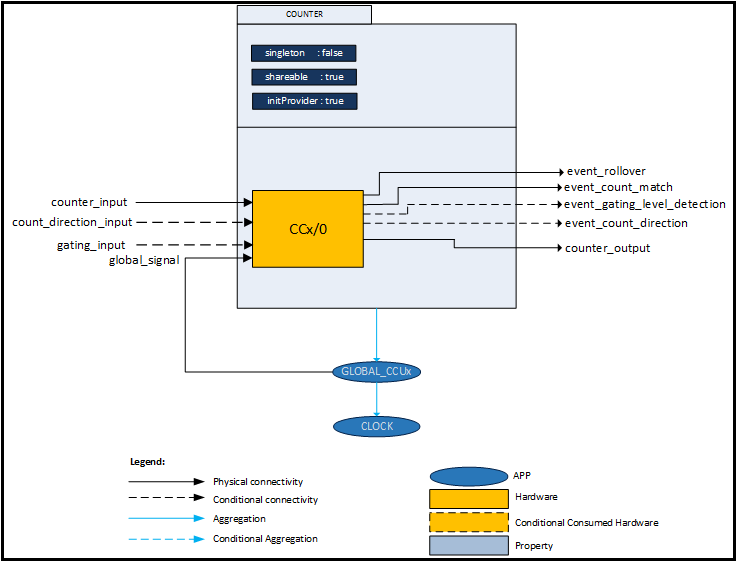 COUNTER
singleton : false
shareable : true
initProvider : true
counter_input
count_direction_input
gating_input
global_signal
CCx/0
event_rollover
event_count_match
event_gating_level_detection
event_count_direction
counter_output
GLOBAL_CCUx
CLOCK
Legend:
Physical connectivity
Conditional connectivity
Aggregation
Conditional Aggregation
APP
Hardware
Conditional Consumed Hardware
Property